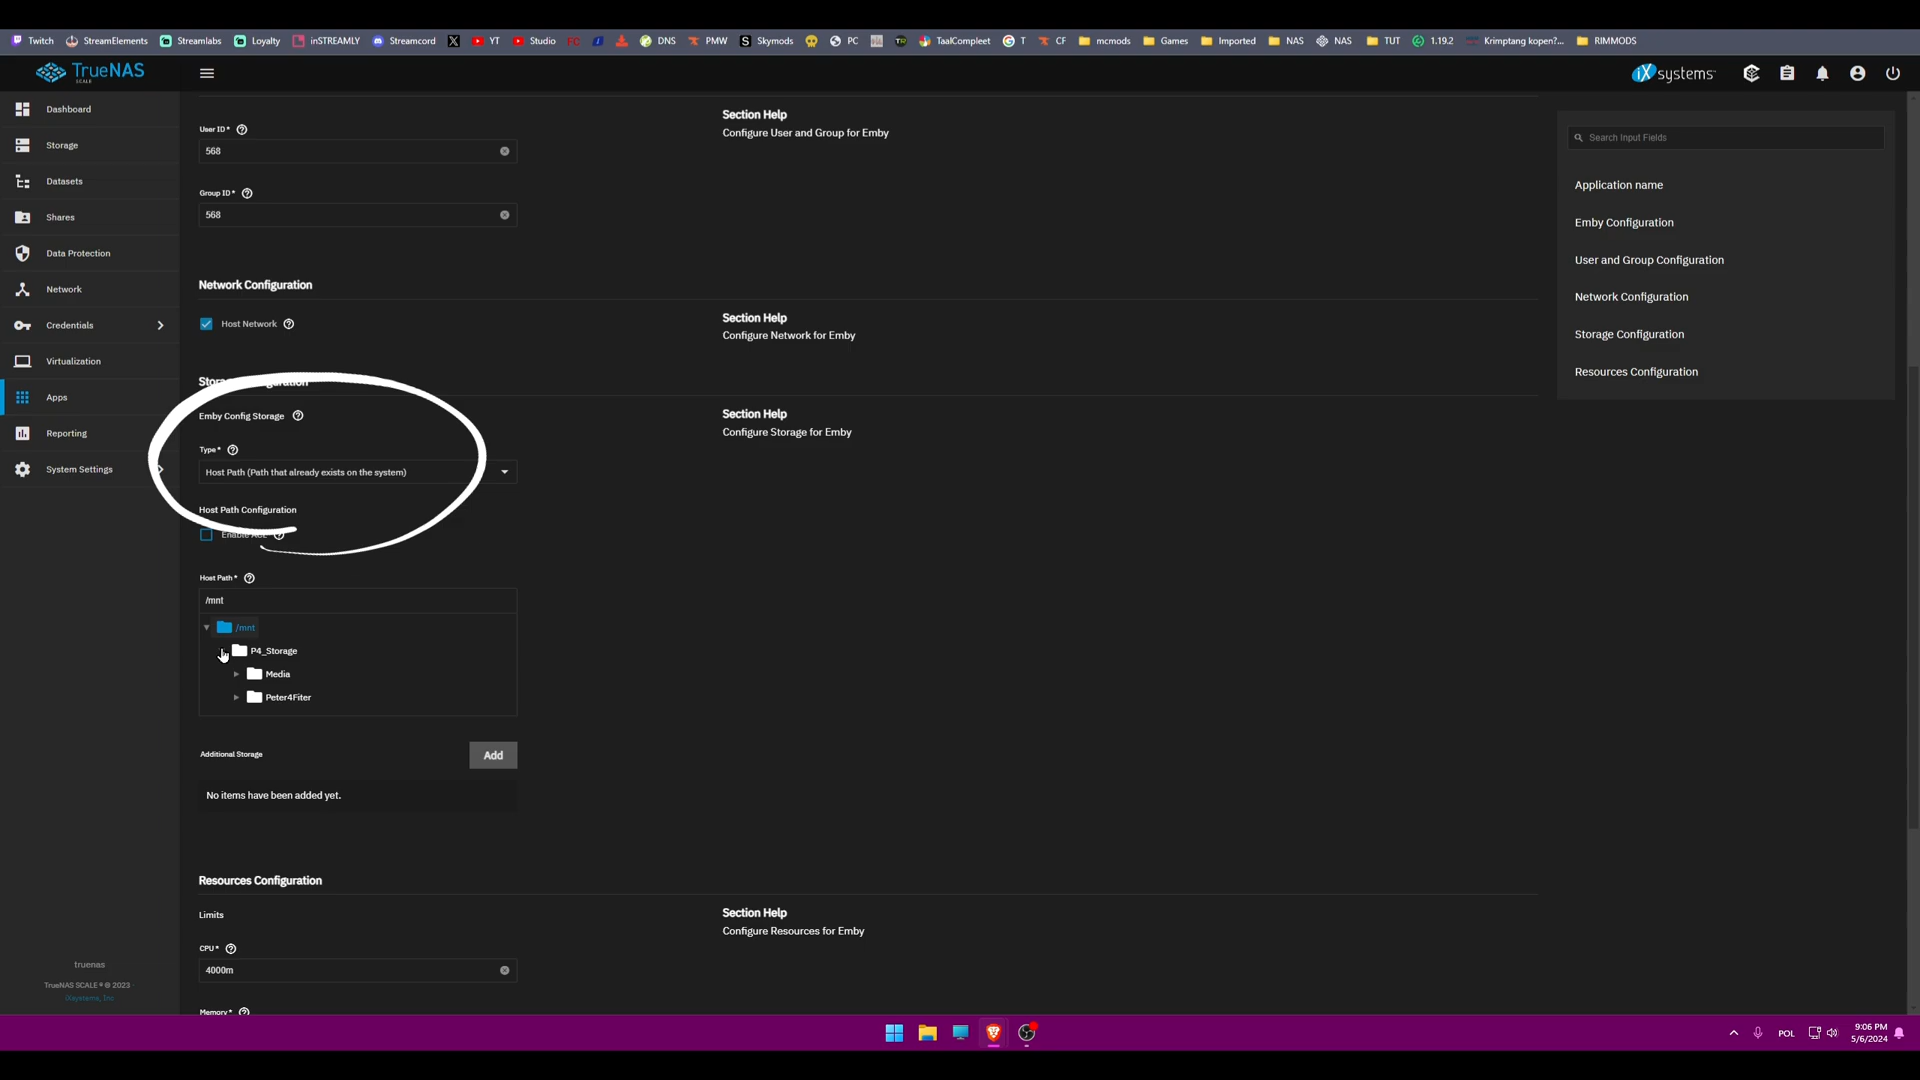 Twitch StreamElements Streamlabs Loyalty inSTREAMLY Streamcord YT Studio FC DNS PMW Skymods PC TaalCompleet T CF mcmods Games Imported NAS NAS TUT 1.19.2 Krimptang kopen?... RIMMODS
TrueNAS
SCALE
iXsystems
Dashboard
Storage
Datasets
Shares
Data Protection
Network
Credentials
Virtualization
Apps
Reporting
System Settings
truenas
TrueNAS SCALE ® © 2023
iXsystems, Inc
User ID*
568
Group ID*
568
Section Help
Configure User and Group for Emby
Network Configuration
Host Network
Section Help
Configure Network for Emby
Emby Config Storage
Type*
Host Path (Path that already exists on the system)
Host Path Configuration
Enable ACL
Section Help
Configure Storage for Emby
Host Path*
/mnt
/mnt
P4_Storage
Media
Peter4Fiter
Additional Storage
Add
No items have been added yet.
Resources Configuration
Limits
CPU*
4000m
Memory*
Section Help
Configure Resources for Emby
Search Input Fields
Application name
Emby Configuration
User and Group Configuration
Network Configuration
Storage Configuration
Resources Configuration
POL
9:06 PM
5/6/2024